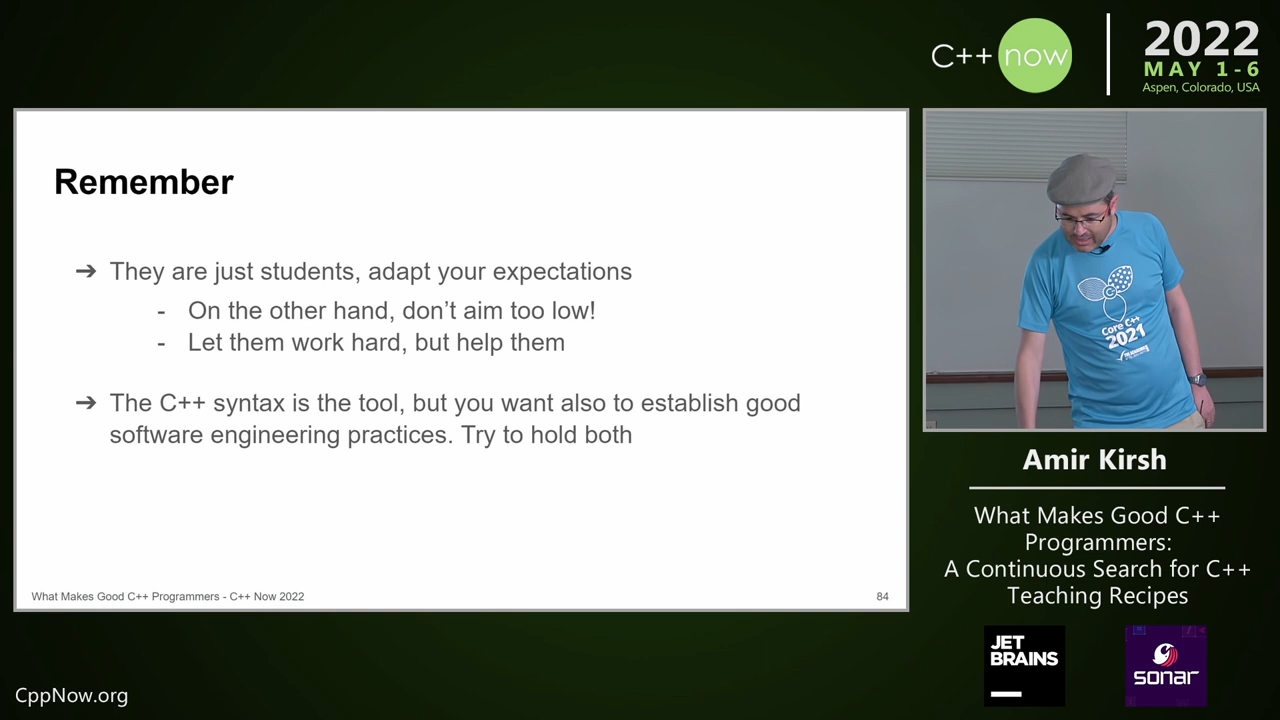 C++ now
2022
MAY 1-6
Aspen, Colorado, USA
Remember
➔ They are just students, adapt your expectations
- On the other hand, don’t aim too low!
- Let them work hard, but help them
➔ The C++ syntax is the tool, but you want also to establish good
software engineering practices. Try to hold both
What Makes Good C++ Programmers - C++ Now 2022
84
C++
Core C++
2021
Amir Kirsh
What Makes Good C++
Programmers:
A Continuous Search for C++
Teaching Recipes
JET
BRAINS
sonar
CppNow.org